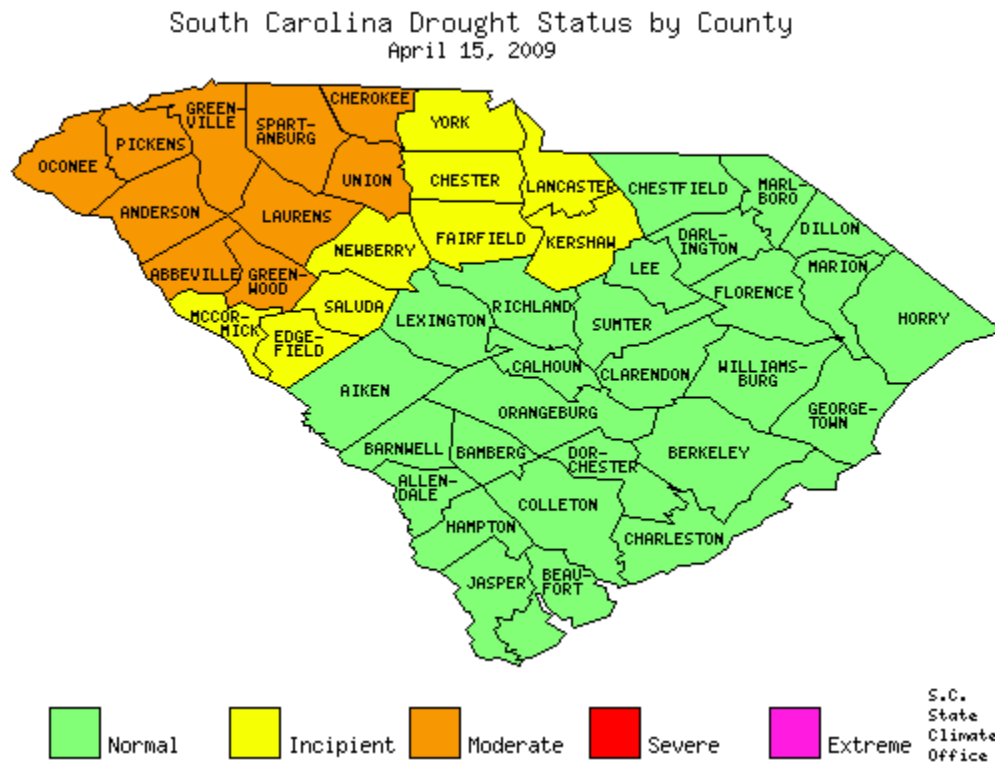 South Carolina Drought Status by County
April 15, 2009
CHEROKEE
GREEN-
VILLE
SPART-
ANBURG
YORK
PICKENS
OCONEE
UNION
CHESTER
LANCASTER
CHESTFIELD
MARL-
BORO
ANDERSON
LAURENS
DILLON
NEWBERRY
FAIRFIELD
KERSHAW
DARL-
INGTON
ABBEVILLE
GREEN-
WOOD
LEE
MARION
FLORENCE
SALUDA
RICHLAND
MCCOR-
MICK
EDGE-
FIELD
LEXINGTON
SUMTER
HORRY
CALHOUN
CLARENDON
WILLIAMS-
BURG
AIKEN
ORANGEBURG
GEORGE-
TOWN
BARNWELL
BAMBERG
DOR-
CHESTER
BERKELEY
ALLEN-
DALE
COLLETON
HAMPTON
CHARLESTON
JASPER
BEAU-
FORT
Normal
Incipient
Moderate
Severe
Extreme
S.C.
State
Climate
Office